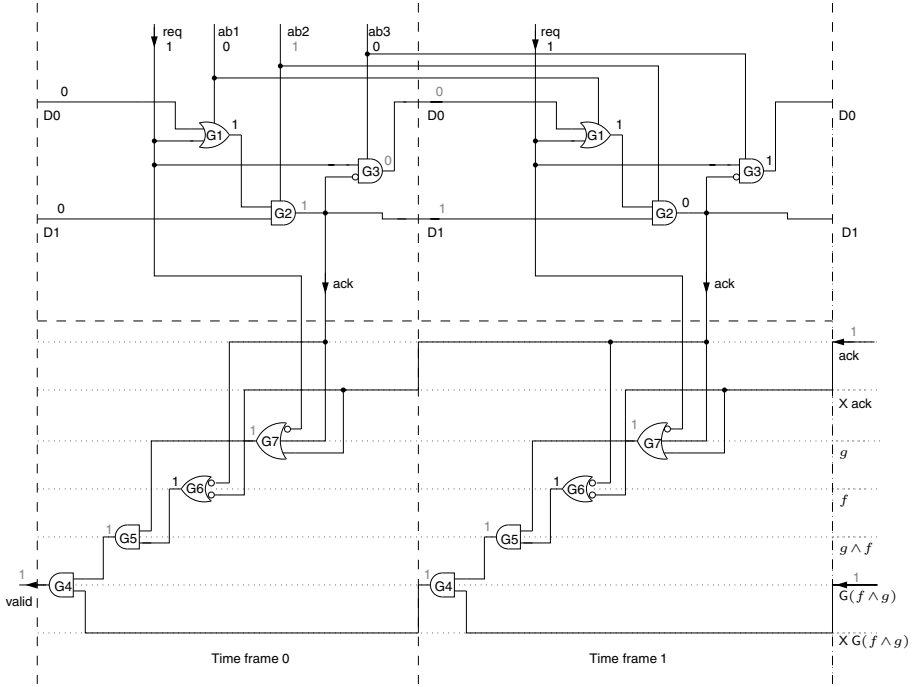 req ab1 ab2 ab3 req
1 0 1 0 1
0 0
D0 D0 D0
G1 1 G1 1
G3 0 G3 1
0 G2 1 1 G2 0
D1 D1 D1
ack ack
1
ack
X ack
1 G7 1 G7
g
1 G6 1 G6
f
1 G5 1 G5
g ∧ f
1 G4 1 G4 1
valid G(f ∧ g)
X G(f ∧ g)
Time frame 0 Time frame 1